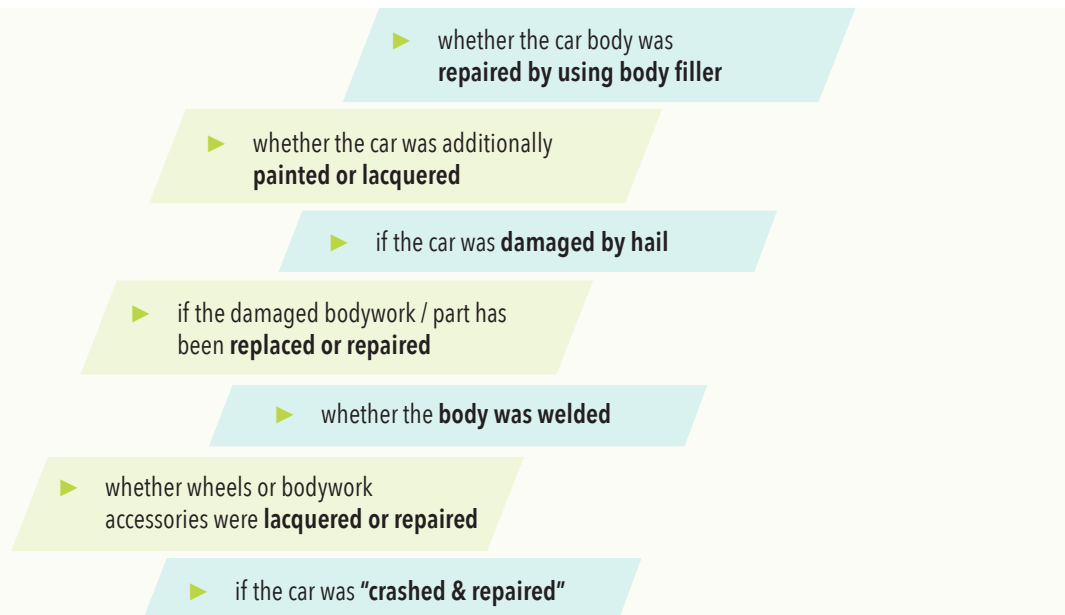 whether the car body was
repaired by using body filler
whether the car was additionally
painted or lacquered
if the car was damaged by hail
if the damaged bodywork / part has
been replaced or repaired
whether the body was welded
whether wheels or bodywork
accessories were lacquered or repaired
if the car was “crashed & repaired”